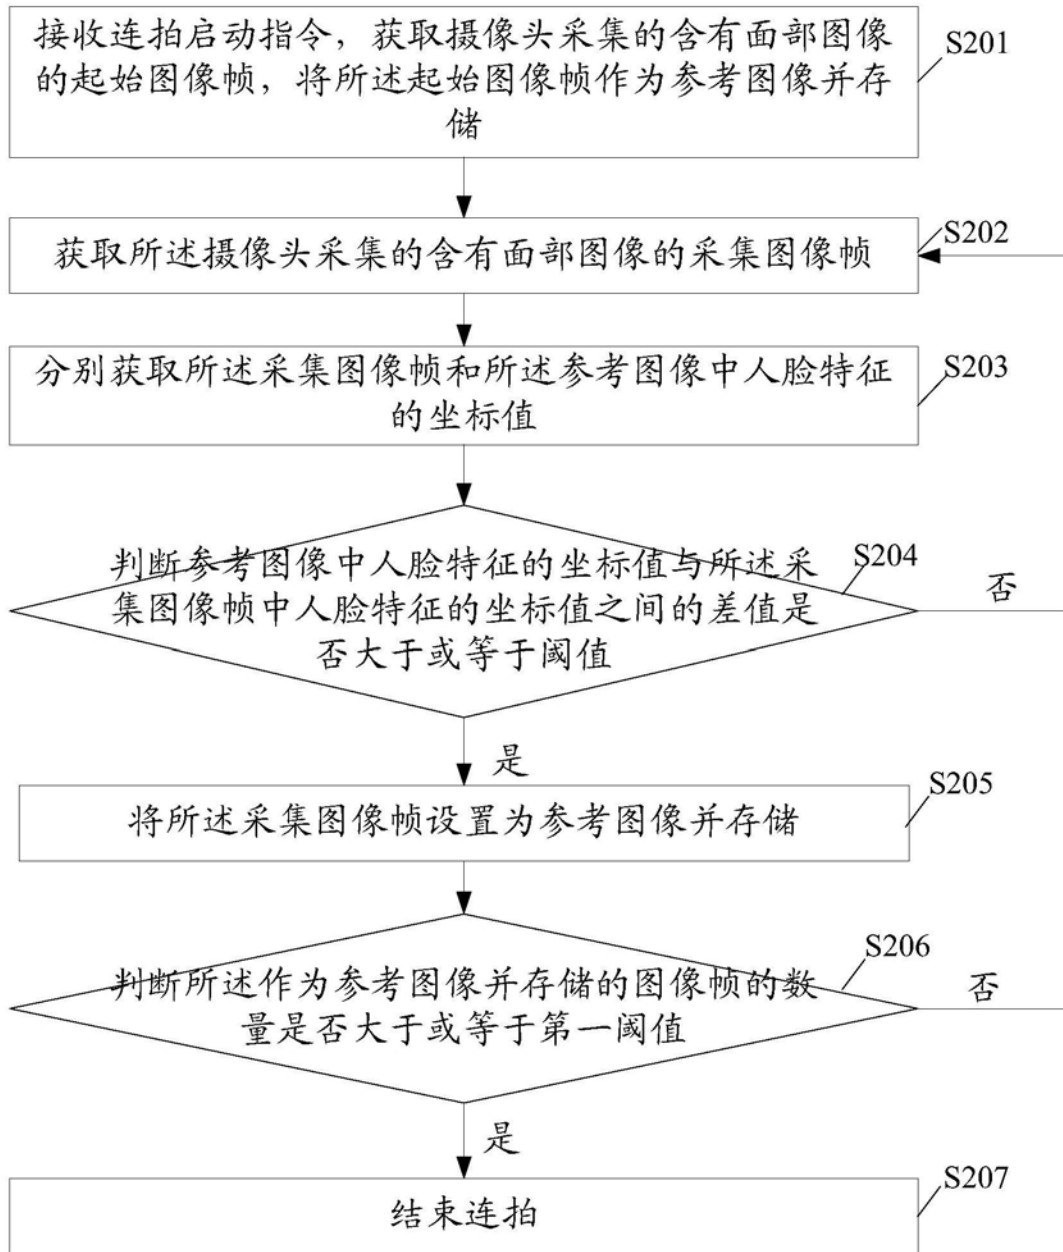 接收连拍启动指令，获取摄像头采集的含有面部图像
的起始图像帧，将所述起始图像帧作为参考图像并存
储
S201
获取所述摄像头采集的含有面部图像的采集图像帧
S202
分别获取所述采集图像帧和所述参考图像中人脸特征
的坐标值
S203
判断参考图像中人脸特征的坐标值与所述采
集图像帧中人脸特征的坐标值之间的差值是
否大于或等于阈值
S204
否
是
将所述采集图像帧设置为参考图像并存储
S205
判断所述作为参考图像并存储的图像帧的数
量是否大于或等于第一阈值
S206
否
是
结束连拍
S207